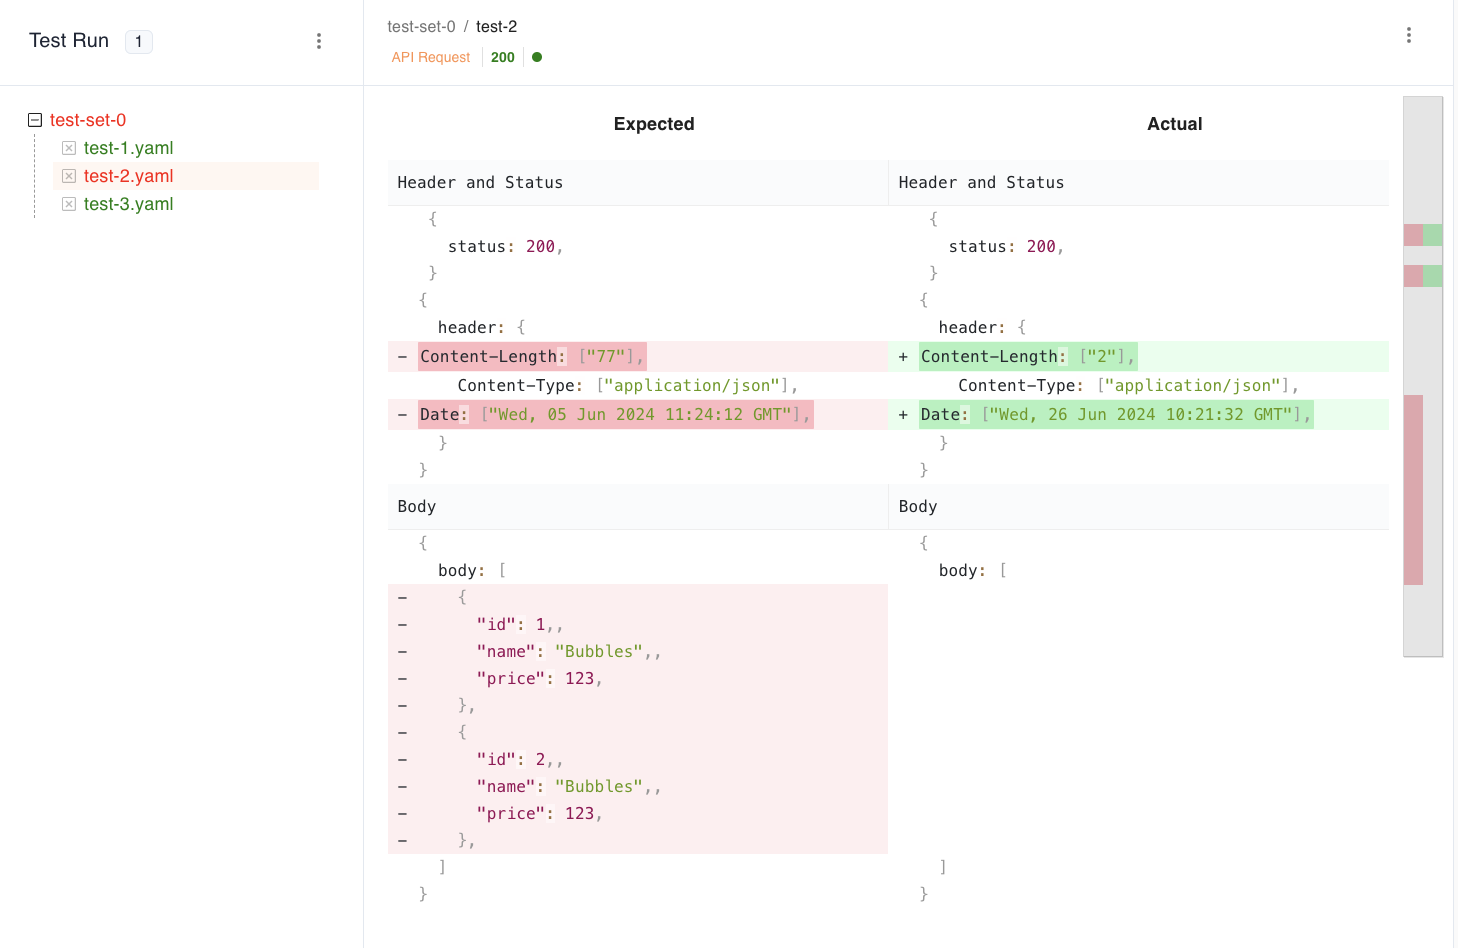 Test Run 1
test-set-0 / test-2
API Request 200
test-set-0
test-1.yaml
test-2.yaml
test-3.yaml
Expected Actual
Header and Status Header and Status
{ {
status: 200, status: 200,
} }
{ {
header: { header: {
− Content-Length: ["77"], + Content-Length: ["2"],
Content-Type: ["application/json"], Content-Type: ["application/json"],
− Date: ["Wed, 05 Jun 2024 11:24:12 GMT"], + Date: ["Wed, 26 Jun 2024 10:21:32 GMT"],
} }
} }
Body Body
{ {
body: [ body: [
− {
− "id": 1,,
− "name": "Bubbles",,
− "price": 123,
− },
− {
− "id": 2,,
− "name": "Bubbles",,
− "price": 123,
− },
] ]
} }